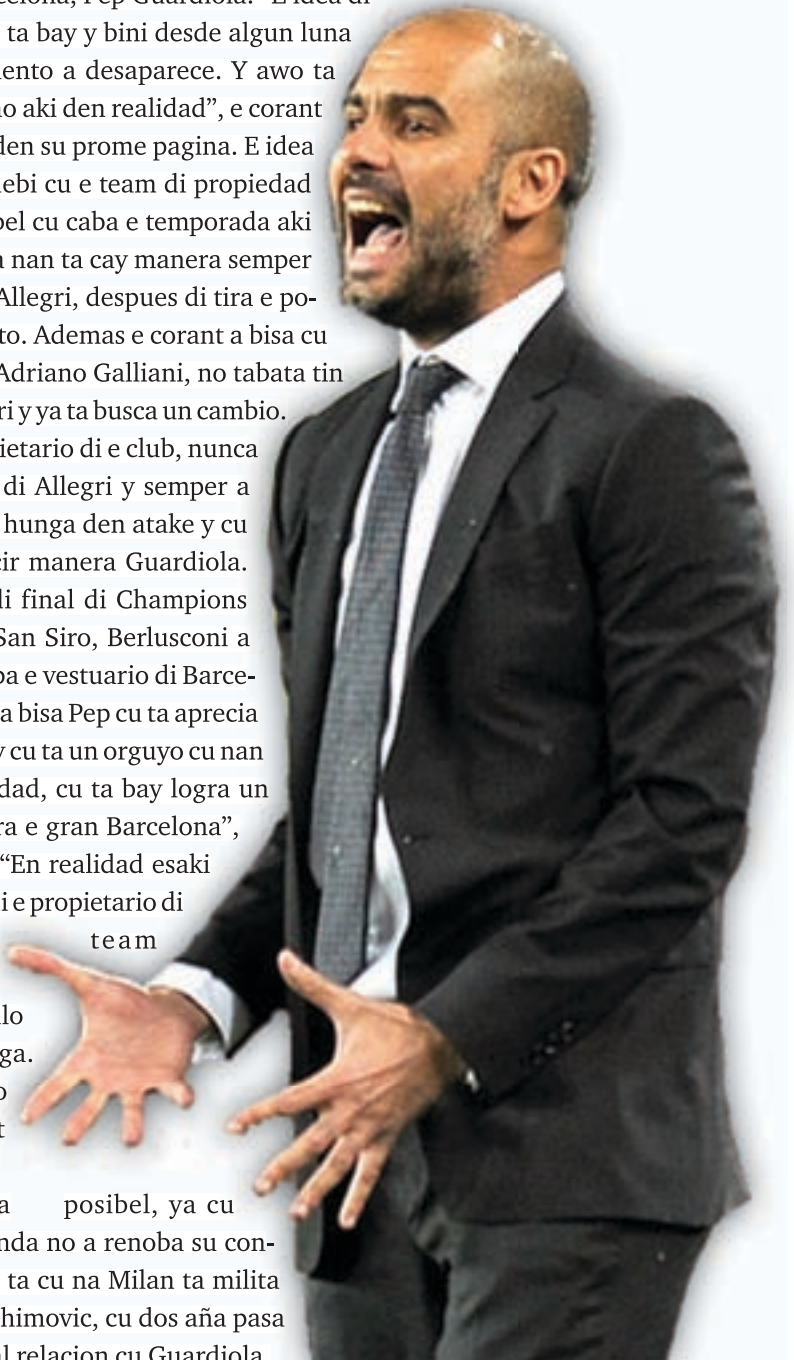 Pep Guardiola. “E idea di
ta bay y bini desde algun luna
a desaparece. Y awo ta
aki den realidad”, e corant
den su prome pagina. E idea
cu e team di propiedad
cu caba e temporada aki
nan ta cay manera semper
Allegri, despues di tira e po-
to. Ademas e corant a bisa cu
Adriano Galliani, no tabata tin
ri y ya ta busca un cambio.
ietario di e club, nunca
di Allegri y semper a
hunga den atake y cu
cir manera Guardiola.
di final di Champions
San Siro, Berlusconi a
pa e vestuario di Barce-
a bisa Pep cu ta aprecia
y cu ta un orguyo cu nan
dad, cu ta bay logra un
ra e gran Barcelona”,
“En realidad esaki
i e propietario di
team
lo
ga.
o
t
a posibel, ya cu
nda no a renoba su con-
ta cu na Milan ta milita
himovic, cu dos aña pasa
relacion cu Guardiola